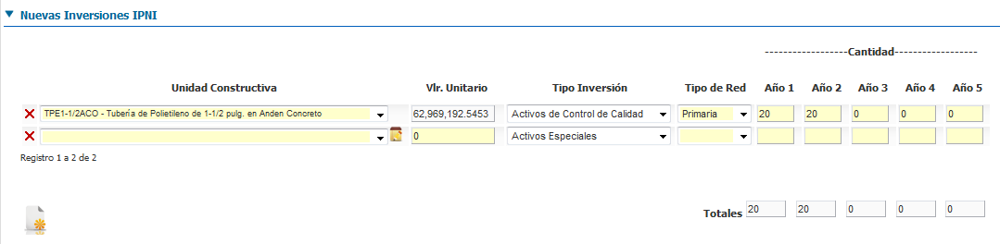 Nuevas Inversiones IPNI
------------------Cantidad------------------
Unidad Constructiva Vlr. Unitario Tipo Inversión Tipo de Red Año 1 Año 2 Año 3 Año 4 Año 5
TPE1-1/2ACO - Tubería de Polietileno de 1-1/2 pulg. en Anden Concreto 62,969,192.5453 Activos de Control de Calidad Primaria 20 20 0 0 0
0 Activos Especiales
Registro 1 a 2 de 2
Totales 20 20 0 0 0